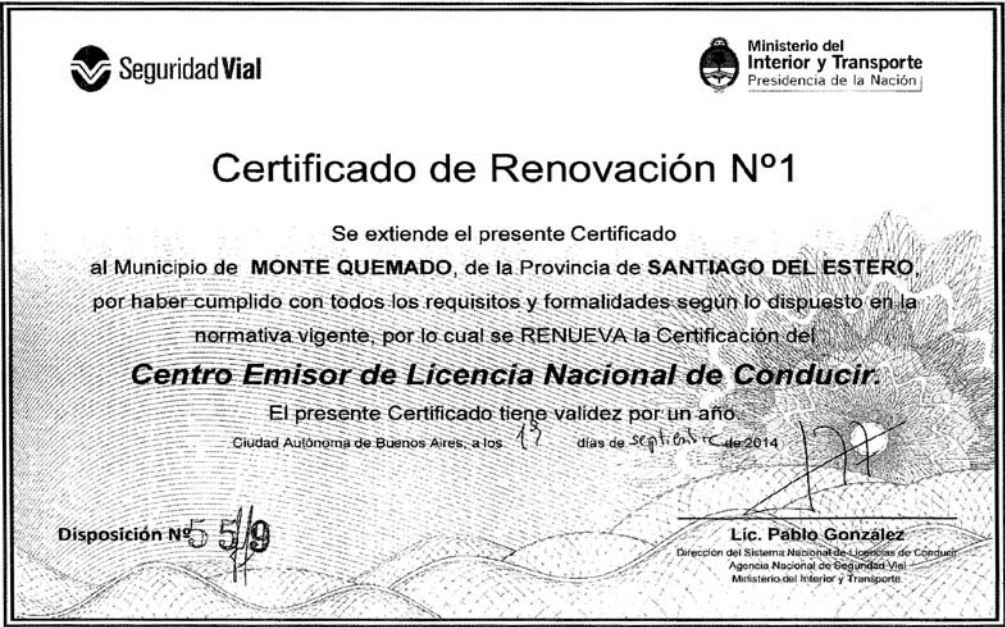 Seguridad Vial
Ministerio del
Interior y Transporte
Presidencia de la Nación
Certificado de Renovación Nº1
Se extiende el presente Certificado
al Municipio de MONTE QUEMADO, de la Provincia de SANTIAGO DEL ESTERO,
por haber cumplido con todos los requisitos y formalidades según lo dispuesto en la
normativa vigente, por lo cual se RENUEVA la Certificación del
Centro Emisor de Licencia Nacional de Conducir.
El presente Certificado tiene validez por un año.
Ciudad Autónoma de Buenos Aires, a los días de septiembre de 2014
Disposición Nº
Lic. Pablo González
Dirección del Sistema Nacional de Licencias de Conducir
Agencia Nacional de Seguridad Vial
Ministerio del Interior y Transporte